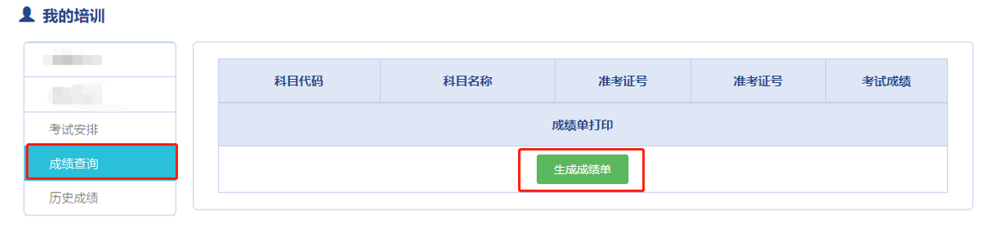 我的培训
考试安排
成绩查询
历史成绩
科目代码 科目名称 准考证号 准考证号 考试成绩
成绩单打印
生成成绩单